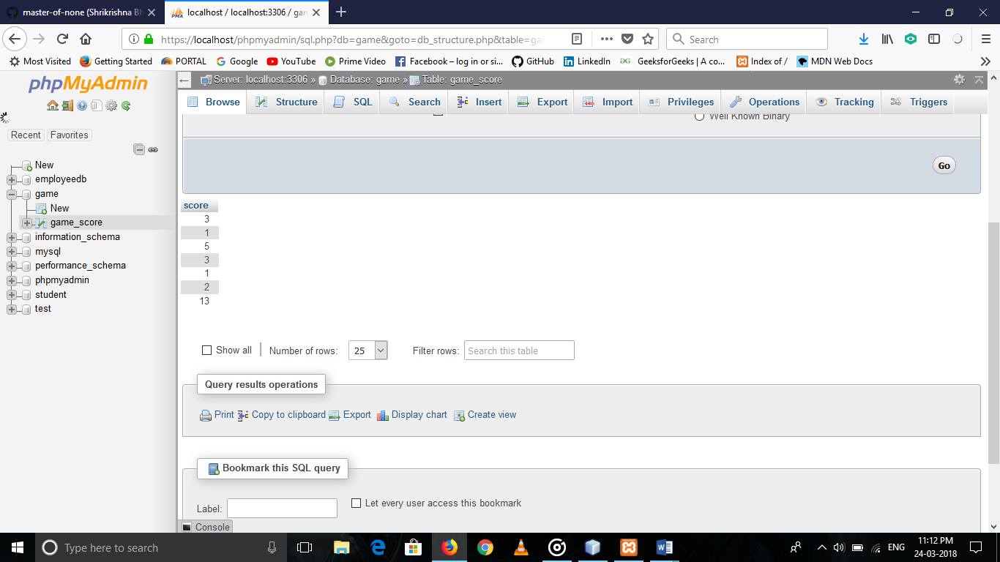 master-of-none (Shrikrishna Bh
localhost / localhost:3306 / gam
https://localhost/phpmyadmin/sql.php?db=game&goto=db_structure.php&table=ga
Search
Most Visited Getting Started PORTAL Google YouTube Prime Video Facebook – log in or si... GitHub LinkedIn GeeksforGeeks | A co... Index of / MDN Web Docs
phpMyAdmin
Recent Favorites
New
employeedb
game
New
game_score
information_schema
mysql
performance_schema
phpmyadmin
student
test
Server: localhost:3306 » Database: game » Table: game_score
Browse Structure SQL Search Insert Export Import Privileges Operations Tracking Triggers
Well Known Binary
Go
score
3
1
5
3
1
2
13
Show all Number of rows: 25 Filter rows: Search this table
Query results operations
Print Copy to clipboard Export Display chart Create view
Bookmark this SQL query
Label: Let every user access this bookmark
Console
Type here to search
ENG
11:12 PM
24-03-2018